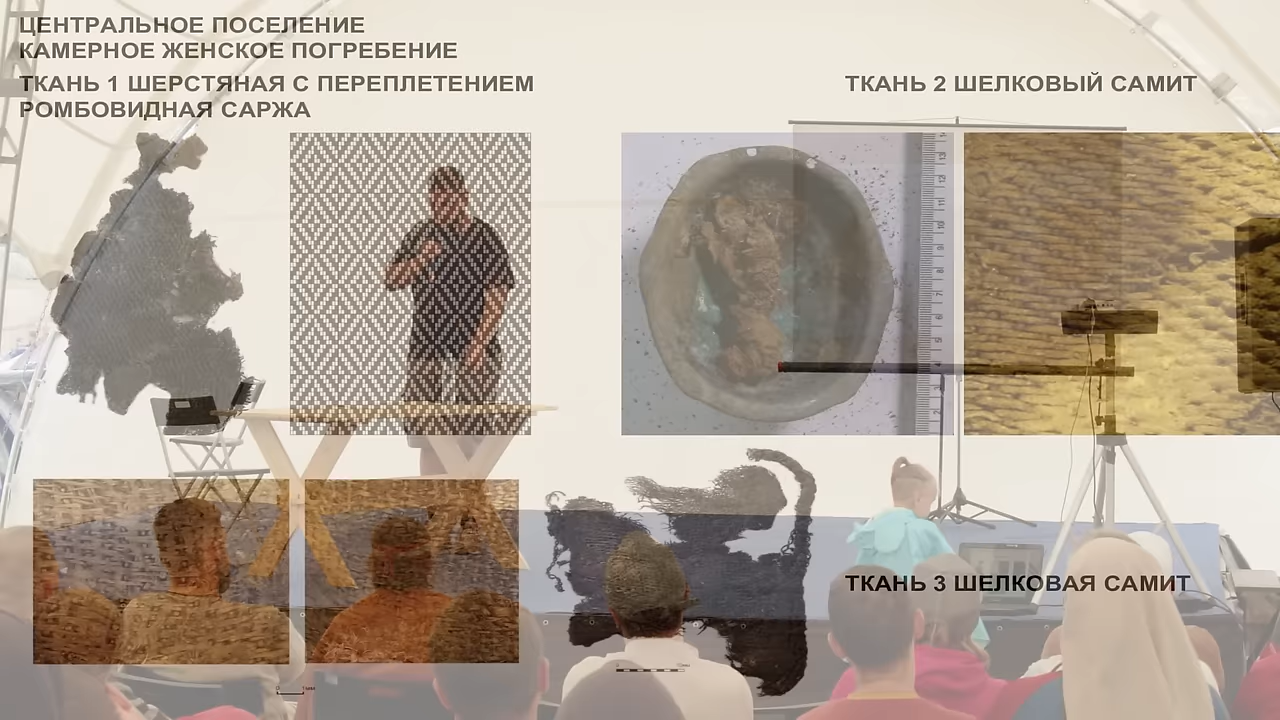 ЦЕНТРАЛЬНОЕ ПОСЕЛЕНИЕ
КАМЕРНОЕ ЖЕНСКОЕ ПОГРЕБЕНИЕ
ТКАНЬ 1 ШЕРСТЯНАЯ С ПЕРЕПЛЕТЕНИЕМ
РОМБОВИДНАЯ САРЖА
ТКАНЬ 2 ШЕЛКОВЫЙ САМИТ
ТКАНЬ 3 ШЕЛКОВАЯ САМИТ